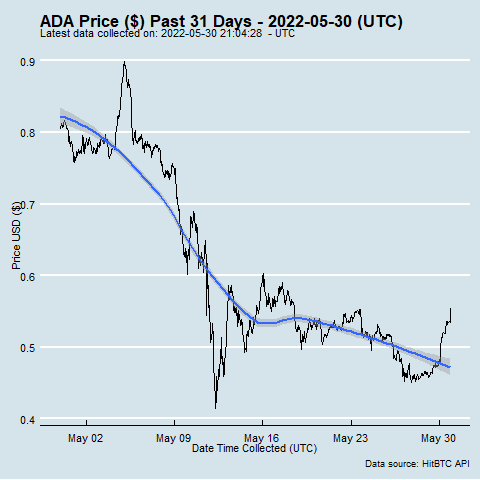 ADA Price ($) Past 31 Days - 2022-05-30 (UTC)
Latest data collected on: 2022-05-30 21:04:28 - UTC
0.9
0.8
0.7
0.6
0.5
0.4
Price USD ($)
May 02 May 09 May 16 May 23 May 30
Date Time Collected (UTC)
Data source: HitBTC API